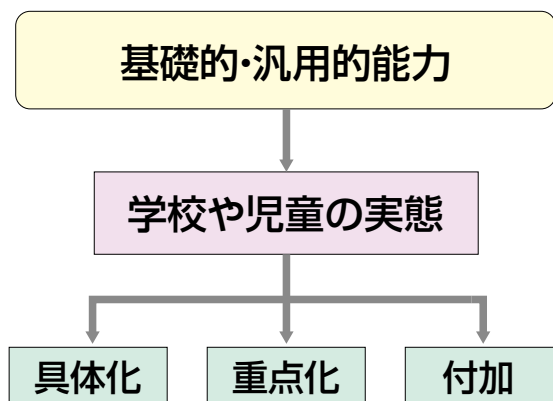 基礎的・汎用的能力
学校や児童の実態
具体化
重点化
付加